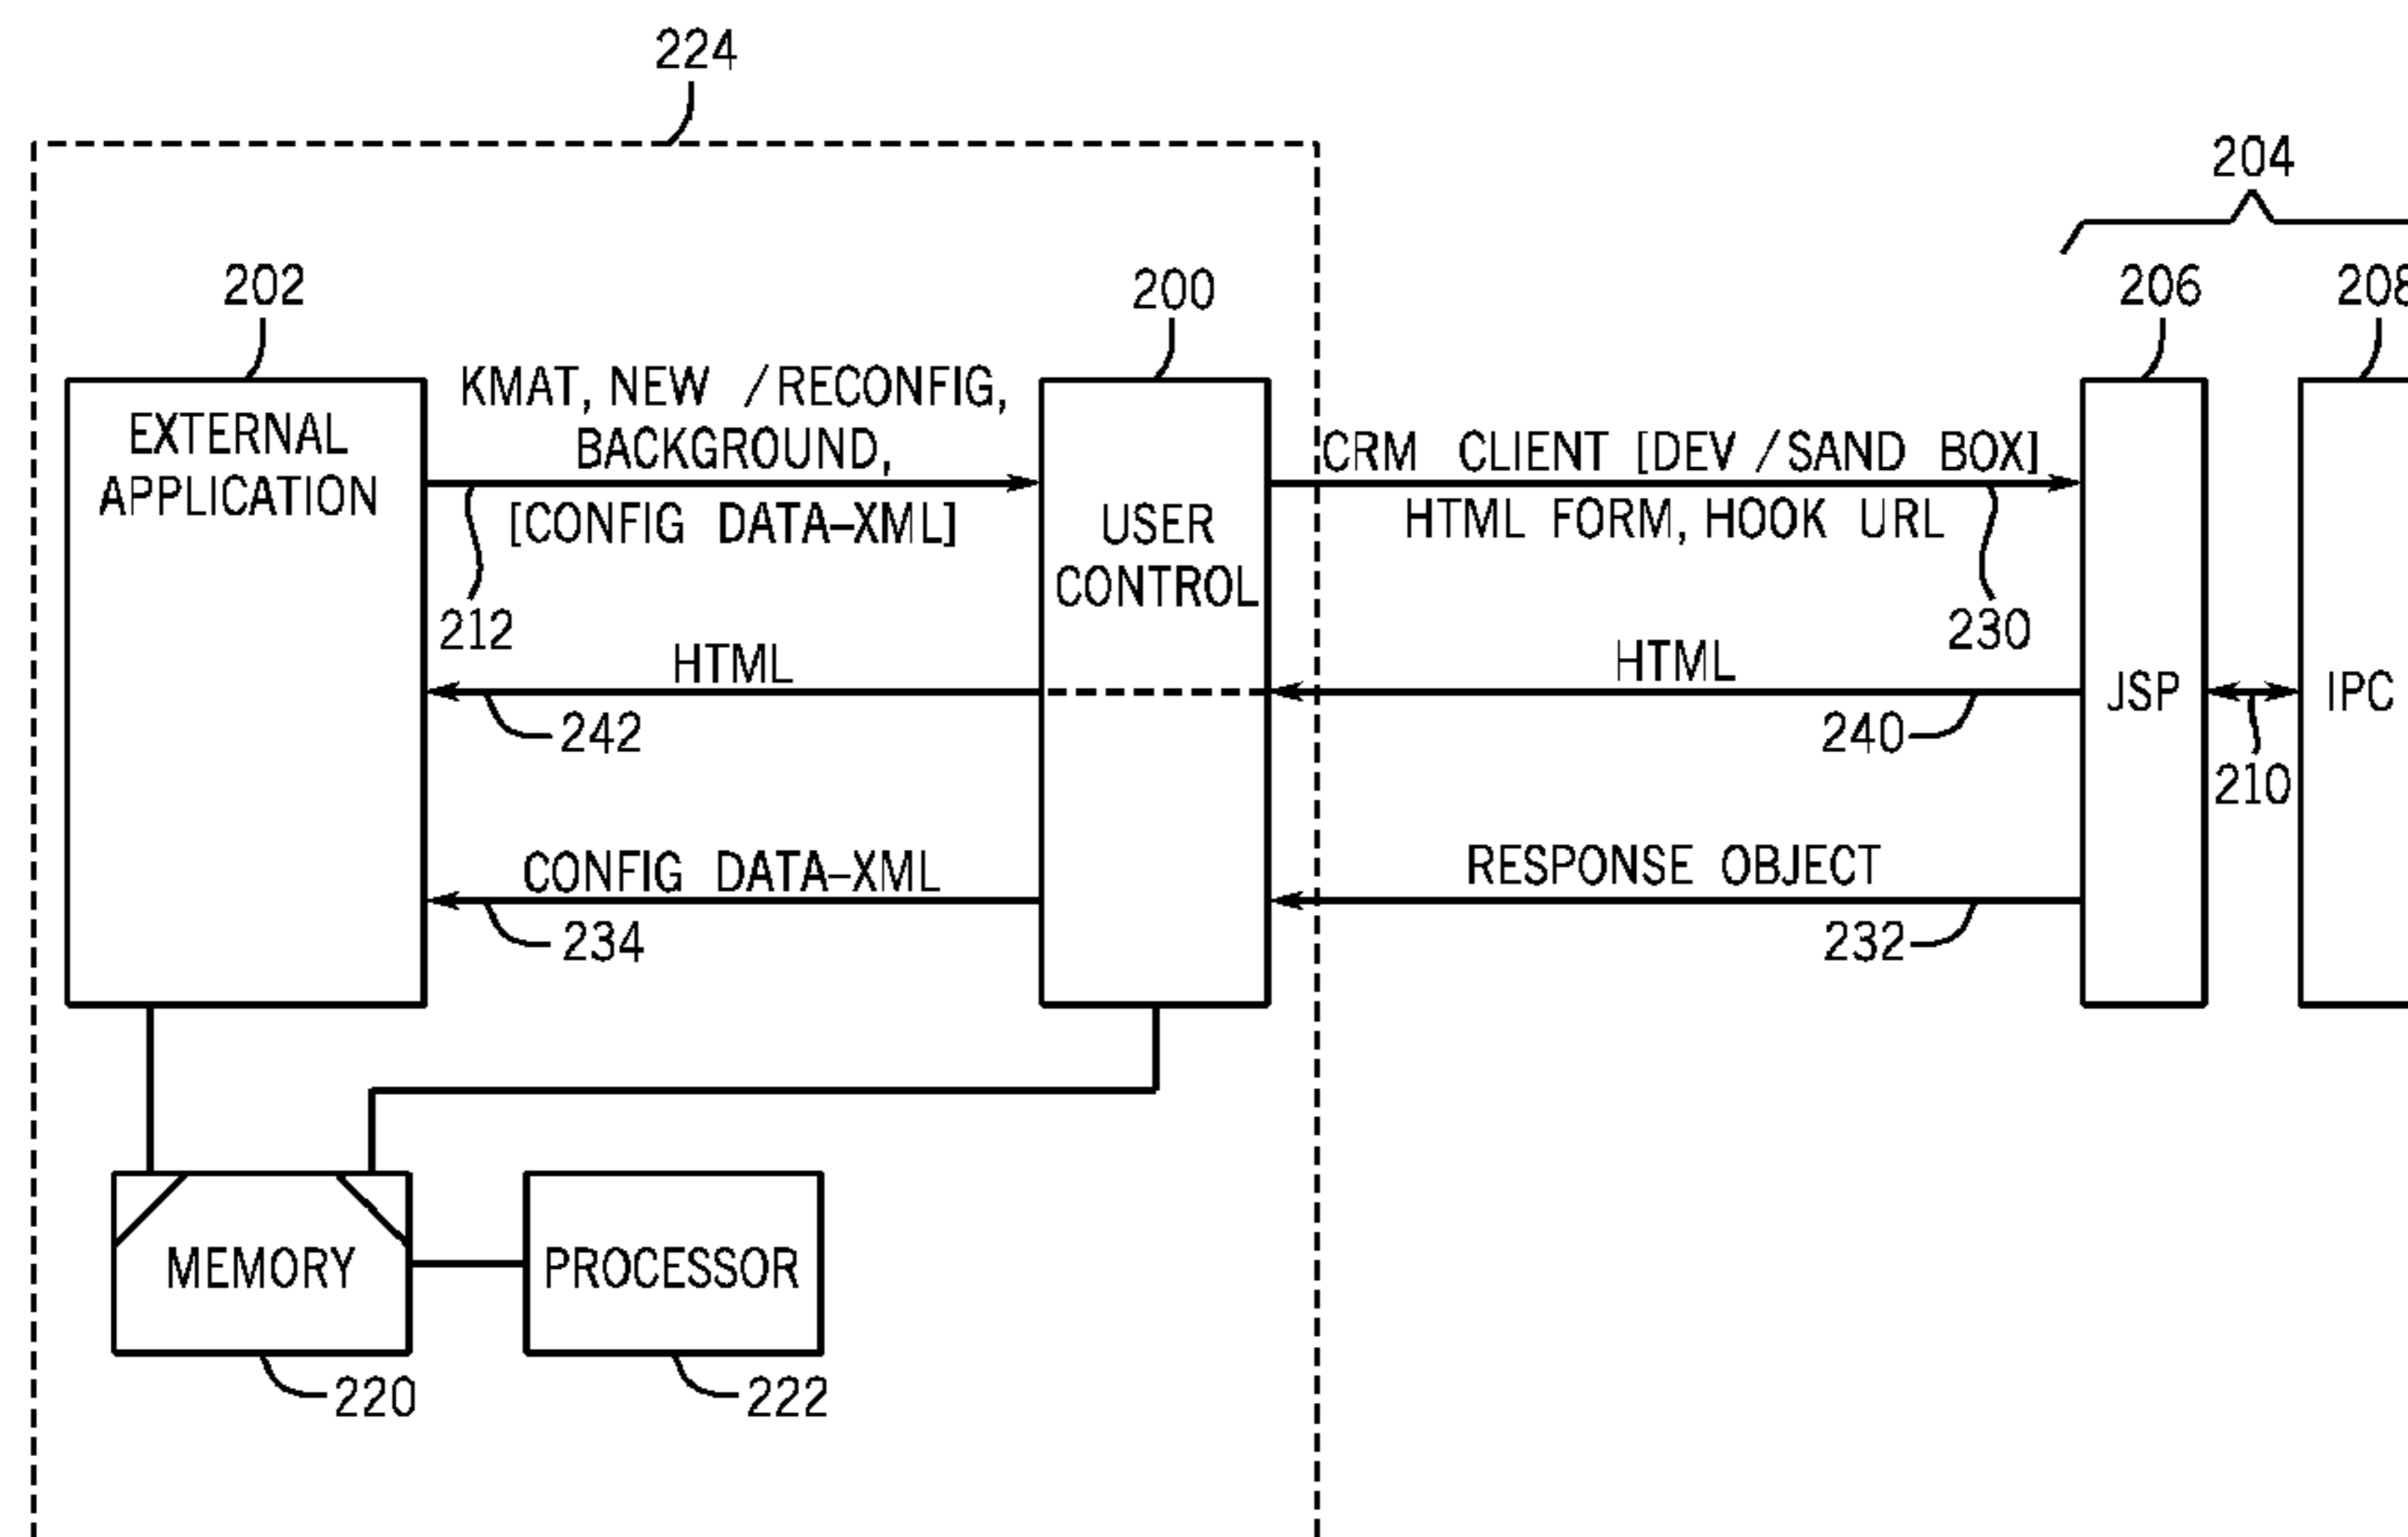 224
204
202
200
206
208
EXTERNAL
APPLICATION
KMAT, NEW /RECONFIG,
BACKGROUND,
[CONFIG DATA–XML]
212
USER
CONTROL
CRM CLIENT [DEV /SAND BOX]
HTML FORM, HOOK URL
230
HTML
242
HTML
240
JSP
210
IPC
CONFIG DATA–XML
234
RESPONSE OBJECT
232
MEMORY
PROCESSOR
220
222